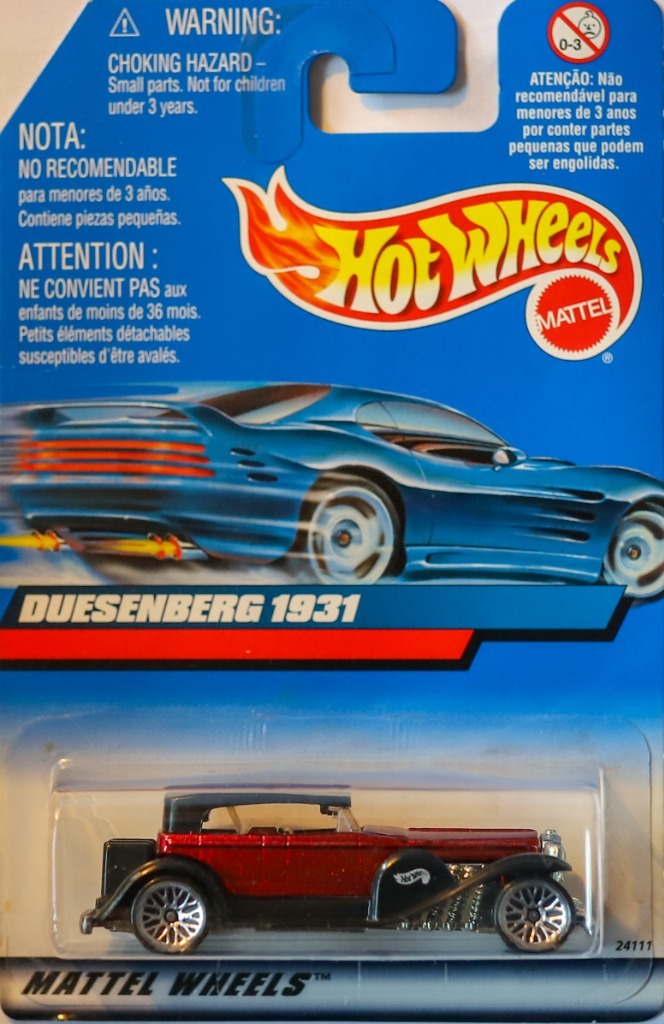 WARNING:
CHOKING HAZARD –
Small parts. Not for children
under 3 years.
NOTA:
NO RECOMENDABLE
para menores de 3 años.
Contiene piezas pequeñas.
ATTENTION :
NE CONVIENT PAS aux
enfants de moins de 36 mois.
Petits éléments détachables
susceptibles d'être avalés.
0-3
ATENÇÃO: Não
recomendável para
menores de 3 anos
por conter partes
pequenas que podem
ser engolidas.
HOT WHEELS
MATTEL
®
DUESENBERG 1931
Hot Wheels
24111
MATTEL WHEELS™